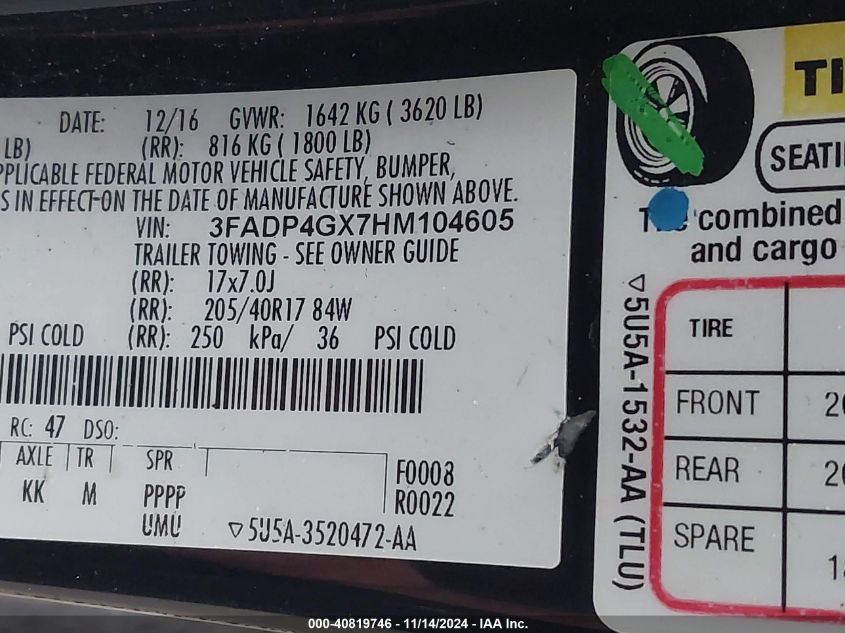 DATE: 12/16 GVWR: 1642 KG ( 3620 LB)
LB) (RR): 816 KG ( 1800 LB)
PPLICABLE FEDERAL MOTOR VEHICLE SAFETY, BUMPER,
S IN EFFECT ON THE DATE OF MANUFACTURE SHOWN ABOVE.
VIN: 3FADP4GX7HM104605
TRAILER TOWING - SEE OWNER GUIDE
(RR): 17x7.0J
(RR): 205/40R17 84W
PSI COLD (RR): 250 kPa/ 36 PSI COLD
RC: 47 DSO:
AXLE TR SPR
KK M PPPP
UMU
F0008
R0022
▽5U5A-3520472-AA
TI
SEATI
combined
and cargo
▽5U5A-1532-AA (TLU)
TIRE
FRONT 20
REAR 20
SPARE
000-40819746 - 11/14/2024 - IAA Inc.